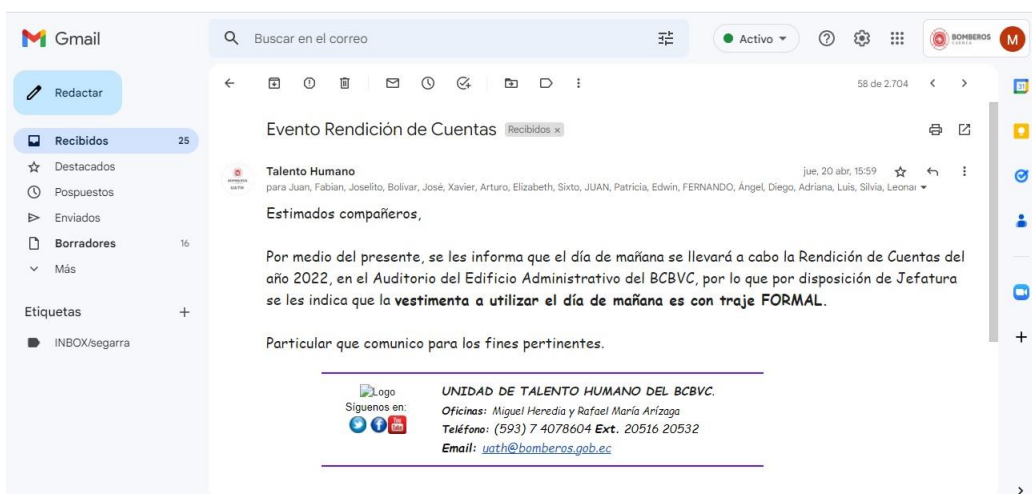 Gmail
Buscar en el correo
Activo
BOMBEROS
CUENCA
M
Redactar
58 de 2.704
Recibidos 25
Destacados
Pospuestos
Enviados
Borradores 16
Más
Etiquetas
INBOX/segarra
Evento Rendición de Cuentas Recibidos x
Talento Humano jue, 20 abr, 15:59
para Juan, Fabian, Joselito, Bolívar, José, Xavier, Arturo, Elizabeth, Sixto, JUAN, Patricia, Edwin, FERNANDO, Ángel, Diego, Adriana, Luis, Silvia, Leonar
Estimados compañeros,
Por medio del presente, se les informa que el día de mañana se llevará a cabo la Rendición de Cuentas del
año 2022, en el Auditorio del Edificio Administrativo del BCBVC, por lo que por disposición de Jefatura
se les indica que la vestimenta a utilizar el día de mañana es con traje FORMAL.
Particular que comunico para los fines pertinentes.
Logo
Síguenos en:
You
Tube
UNIDAD DE TALENTO HUMANO DEL BCBVC.
Oficinas: Miguel Heredia y Rafael María Arízaga
Teléfono: (593) 7 4078604 Ext. 20516 20532
Email: uath@bomberos.gob.ec
31